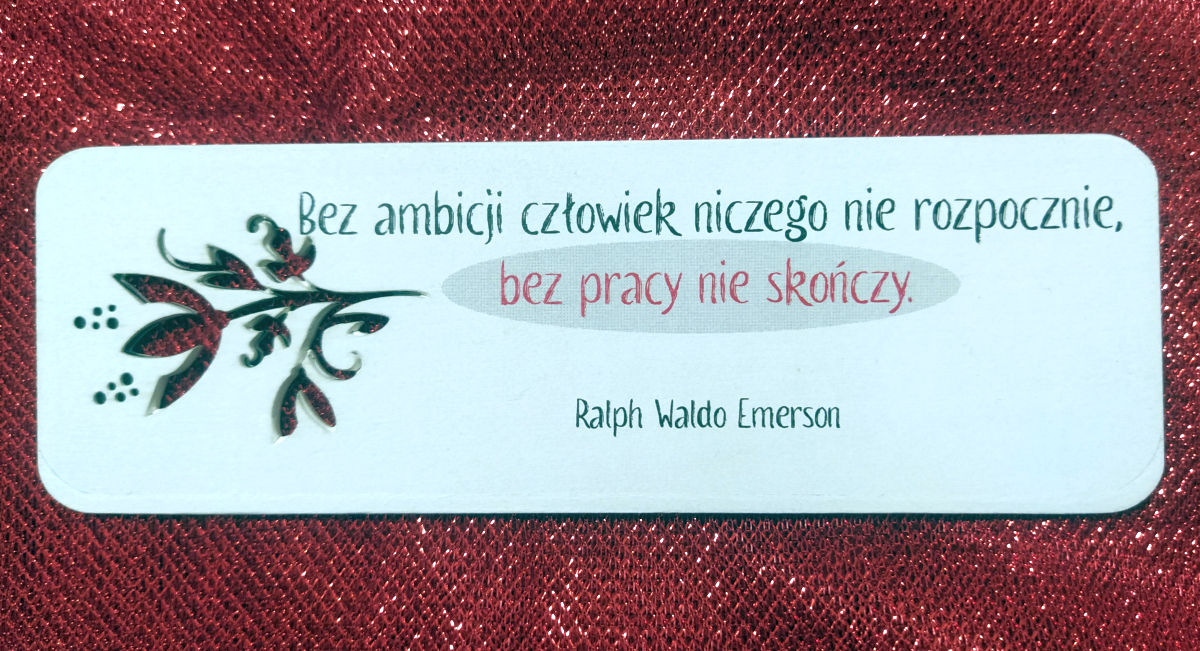 Bez ambicji człowiek niczego nie rozpocznie,
bez pracy nie skończy.
Ralph Waldo Emerson